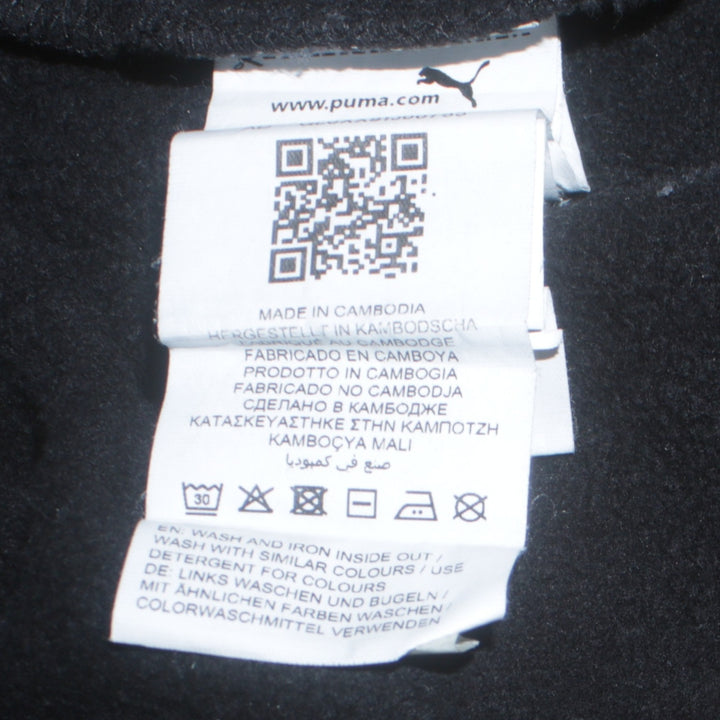 www.puma.com
MADE IN CAMBODIA
HERGESTELLT IN KAMBODSCHA
FABRIQUÉ AU CAMBODGE
FABRICADO EN CAMBOYA
PRODOTTO IN CAMBOGIA
FABRICADO NO CAMBODJA
СДЕЛАНО В КАМБОДЖЕ
ΚΑΤΑΣΚΕΥΑΣΤΗΚΕ ΣΤΗΝ ΚΑΜΠΟΤΖΗ
KAMBOÇYA MALI
صنع في كمبوديا
30
EN: WASH AND IRON INSIDE OUT /
WASH WITH SIMILAR COLOURS / USE
DETERGENT FOR COLOURS
DE: LINKS WASCHEN UND BÜGELN /
MIT ÄHNLICHEN FARBEN WASCHEN /
COLORWASCHMITTEL VERWENDEN